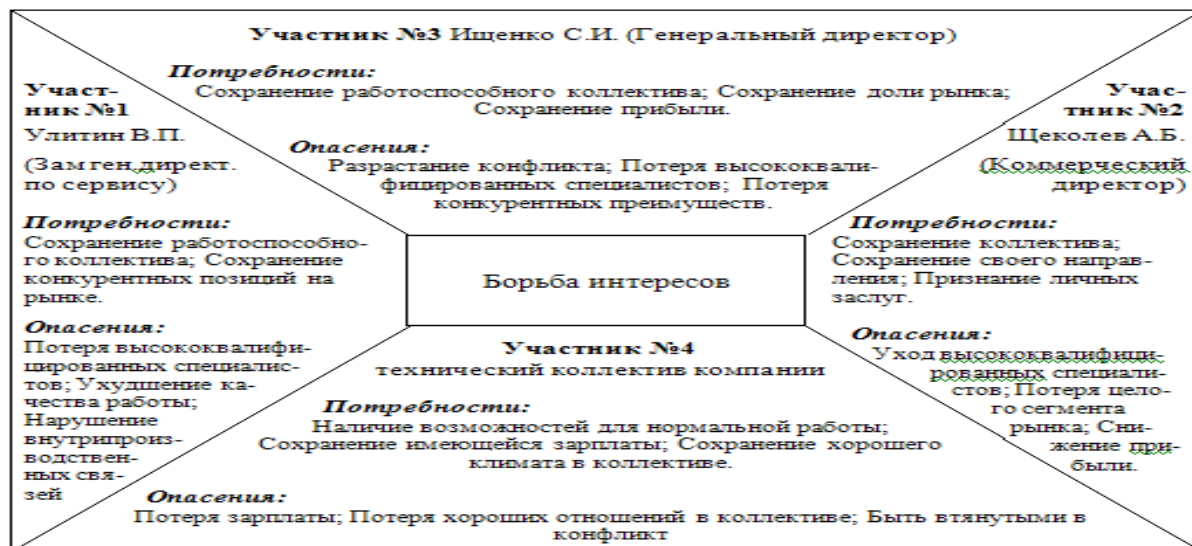 Участник №3 Ищенко С.И. (Генеральный директор)
Потребности:
Сохранение работоспособного коллектива; Сохранение доли рынка;
Сохранение прибыли.
Опасения:
Разрастание конфликта; Потеря высококвали-
фицированных специалистов; Потеря
конкурентных преимуществ.
Участ-
ник №1
Улитин В.П.
(Зам ген.директ.
по сервису)
Потребности:
Сохранение работоспособно-
го коллектива; Сохранение
конкурентных позиций на
рынке.
Опасения:
Потеря высококвалифи-
цированных специалис-
тов; Ухудшение ка-
чества работы;
Нарушение
внутрипроиз-
водствен-
ных свя-
зей
Борьба интересов
Учас-
тник №2
Щеколев А.Б.
(Коммерческий
директор)
Потребности:
Сохранение коллектива;
Сохранение своего направ-
ления; Признание личных
заслуг.
Опасения:
Уход высококвалифици-
рованных специали-
стов; Потеря цело-
го сегмента
рынка; Сни-
жение при-
были.
Участник №4
технический коллектив компании
Потребности:
Наличие возможностей для нормальной работы;
Сохранение имеющейся зарплаты; Сохранение хорошего
климата в коллективе.
Опасения:
Потеря зарплаты; Потеря хороших отношений в коллективе; Быть втянутыми в
конфликт